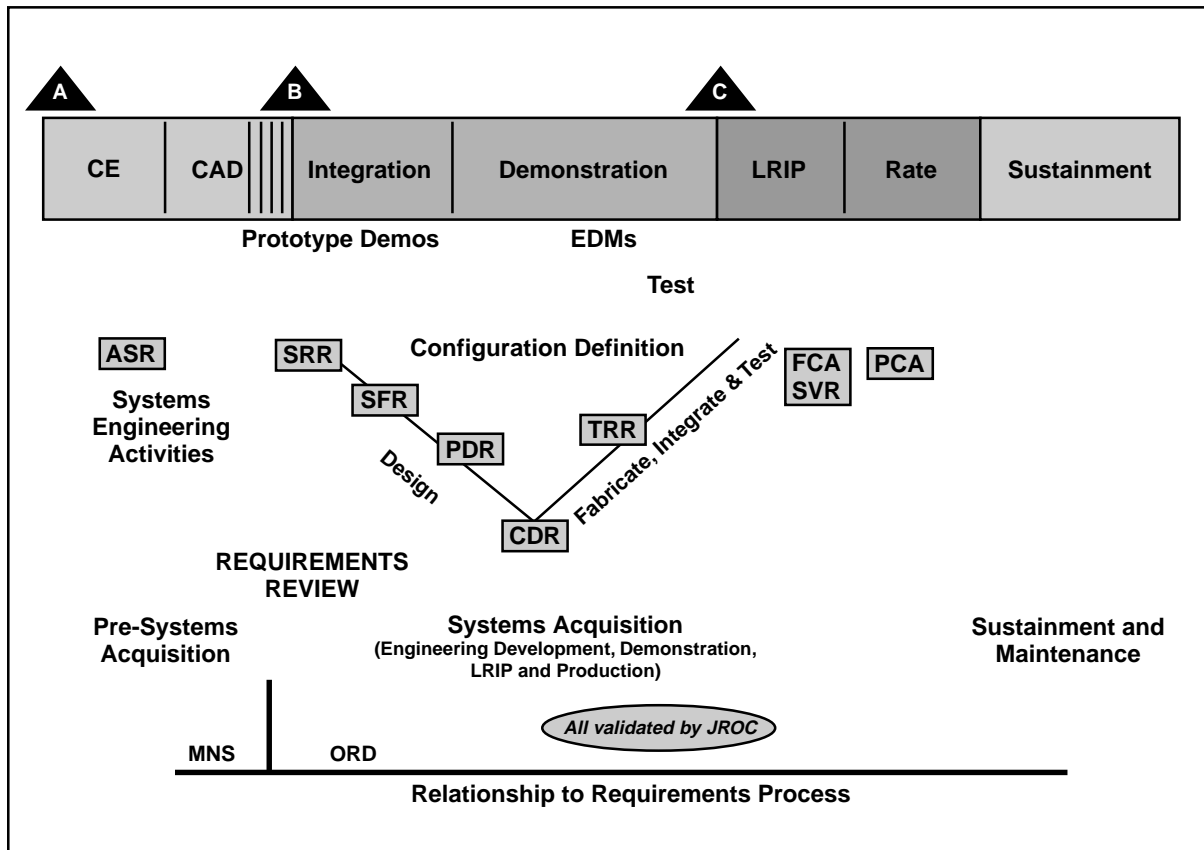 A
B
C
CE
CAD
Integration
Demonstration
LRIP
Rate
Sustainment
Prototype Demos
EDMs
Test
ASR
SRR
Configuration Definition
FCA
SVR
PCA
Systems
Engineering
Activities
SFR
PDR
TRR
Design
Fabricate, Integrate & Test
CDR
REQUIREMENTS
REVIEW
Pre-Systems
Acquisition
Systems Acquisition
(Engineering Development, Demonstration,
LRIP and Production)
Sustainment and
Maintenance
All validated by JROC
MNS
ORD
Relationship to Requirements Process